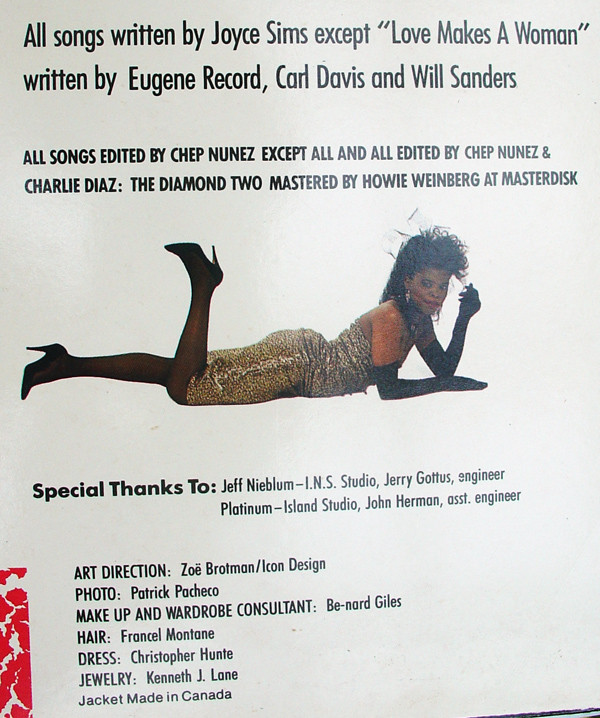 All songs written by Joyce Sims except "Love Makes A Woman"
written by Eugene Record, Carl Davis and Will Sanders
ALL SONGS EDITED BY CHEP NUNEZ EXCEPT ALL AND ALL EDITED BY CHEP NUNEZ &
CHARLIE DIAZ: THE DIAMOND TWO MASTERED BY HOWIE WEINBERG AT MASTERDISK
Special Thanks To: Jeff Nieblum–I.N.S. Studio, Jerry Gottus, engineer
Platinum–Island Studio, John Herman, asst. engineer
ART DIRECTION: Zoë Brotman/Icon Design
PHOTO: Patrick Pacheco
MAKE UP AND WARDROBE CONSULTANT: Be-nard Giles
HAIR: Francel Montane
DRESS: Christopher Hunte
JEWELRY: Kenneth J. Lane
Jacket Made in Canada